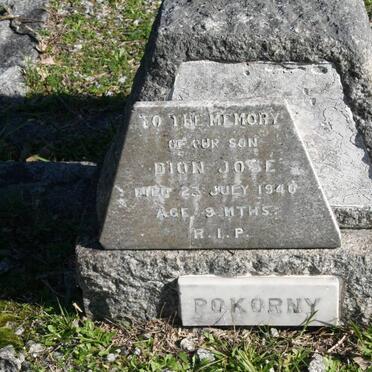 TO THE MEMORY
OF OUR SON
DION JOSE
DIED 23 JULY 1940
AGE 9 MTHS.
R.I.P.
POKORNY